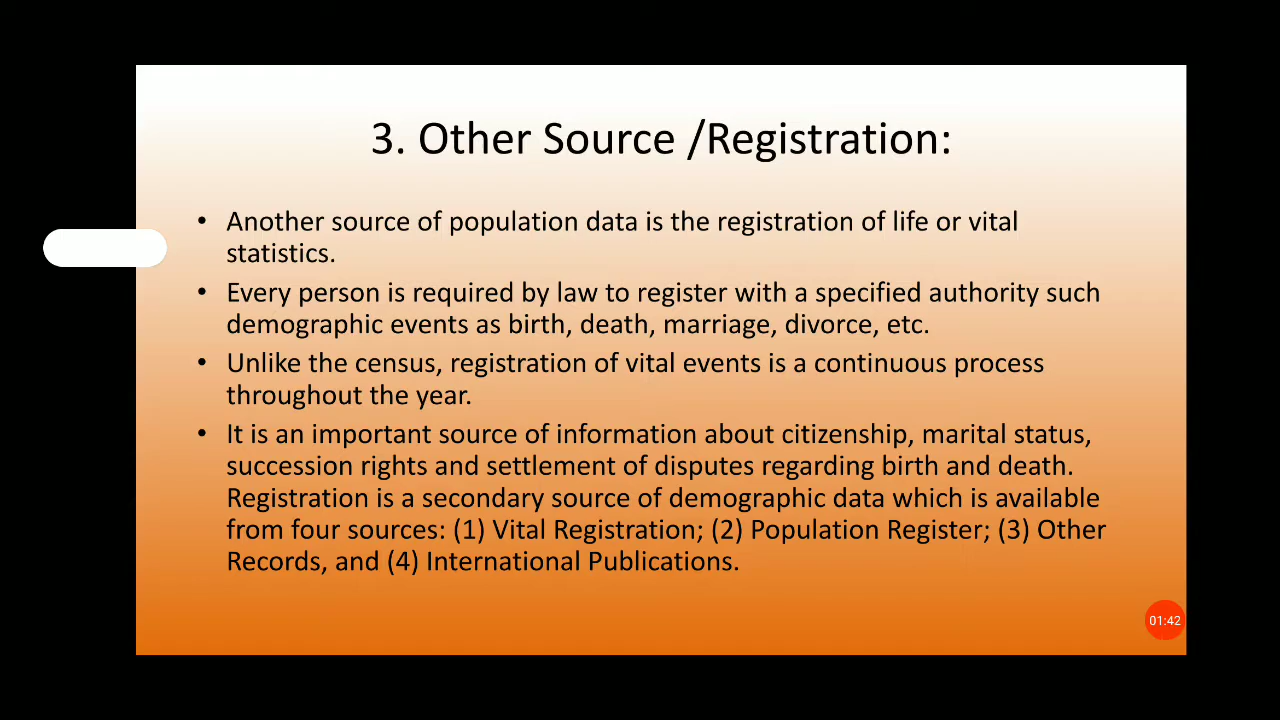 3. Other Source /Registration:
• Another source of population data is the registration of life or vital
statistics.
• Every person is required by law to register with a specified authority such
demographic events as birth, death, marriage, divorce, etc.
• Unlike the census, registration of vital events is a continuous process
throughout the year.
• It is an important source of information about citizenship, marital status,
succession rights and settlement of disputes regarding birth and death.
Registration is a secondary source of demographic data which is available
from four sources: (1) Vital Registration; (2) Population Register; (3) Other
Records, and (4) International Publications.
01:42